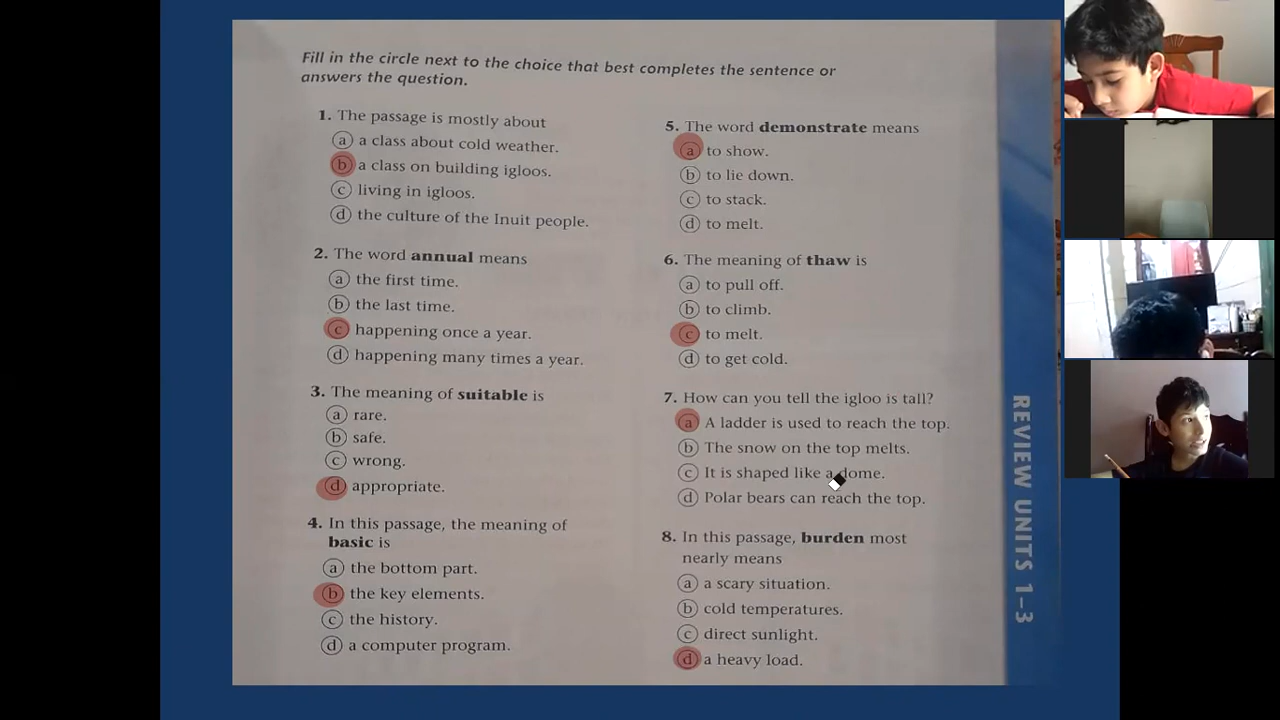 Fill in the circle next to the choice that best completes the sentence or
answers the question.
1. The passage is mostly about
a a class about cold weather.
b a class on building igloos.
c living in igloos.
d the culture of the Inuit people.
2. The word annual means
a the first time.
b the last time.
c happening once a year.
d happening many times a year.
3. The meaning of suitable is
a rare.
b safe.
c wrong.
d appropriate.
4. In this passage, the meaning of
basic is
a the bottom part.
b the key elements.
c the history.
d a computer program.
5. The word demonstrate means
a to show.
b to lie down.
c to stack.
d to melt.
6. The meaning of thaw is
a to pull off.
b to climb.
c to melt.
d to get cold.
7. How can you tell the igloo is tall?
a A ladder is used to reach the top.
b The snow on the top melts.
c It is shaped like a dome.
d Polar bears can reach the top.
8. In this passage, burden most
nearly means
a a scary situation.
b cold temperatures.
c direct sunlight.
d a heavy load.
REVIEW UNITS 1–3